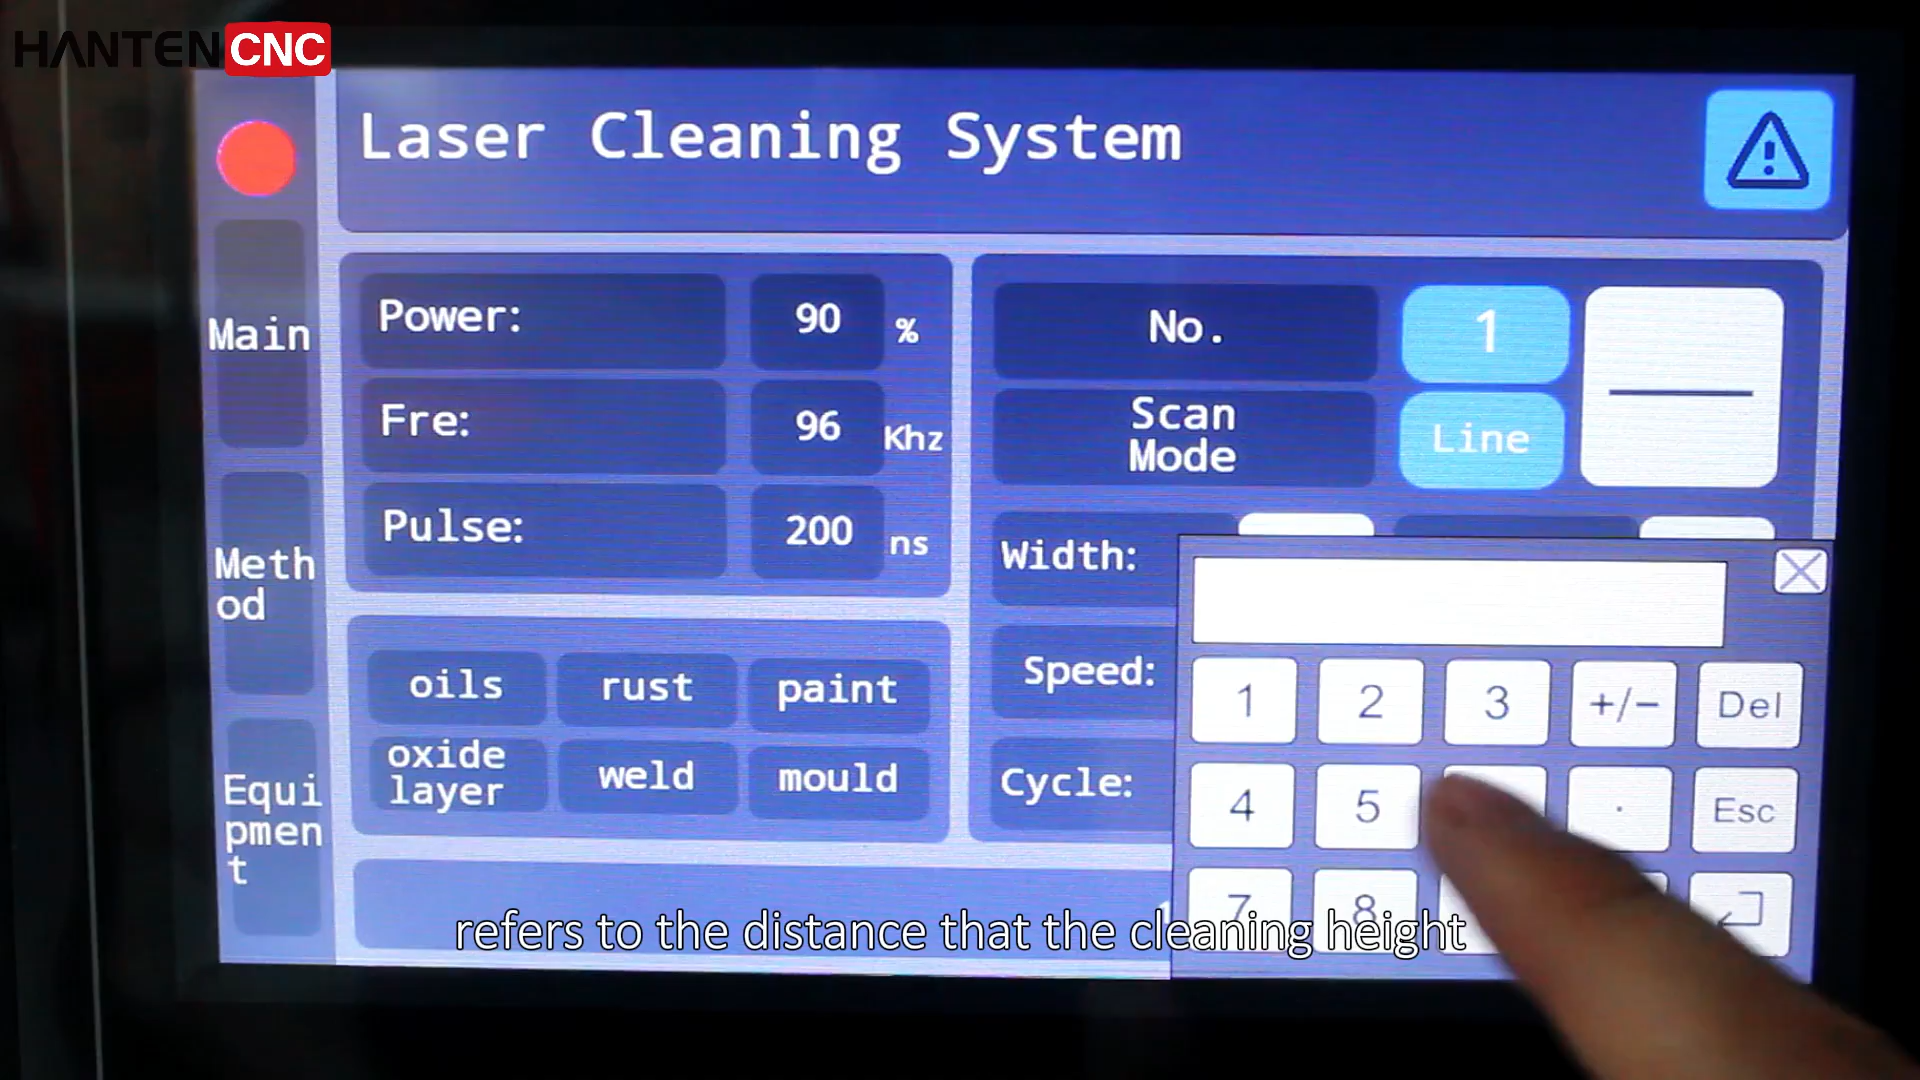 HANTEN CNC
Laser Cleaning System
Main
Meth
od
Equi
pmen
t
Power: 90 %
Fre: 96 Khz
Pulse: 200 ns
oils rust paint
oxide
layer
weld mould
No. 1
Scan
Mode
Line
Width:
Speed:
Cycle:
1 2 3 +/- Del
4 5 . Esc
7 8
refers to the distance that the cleaning height